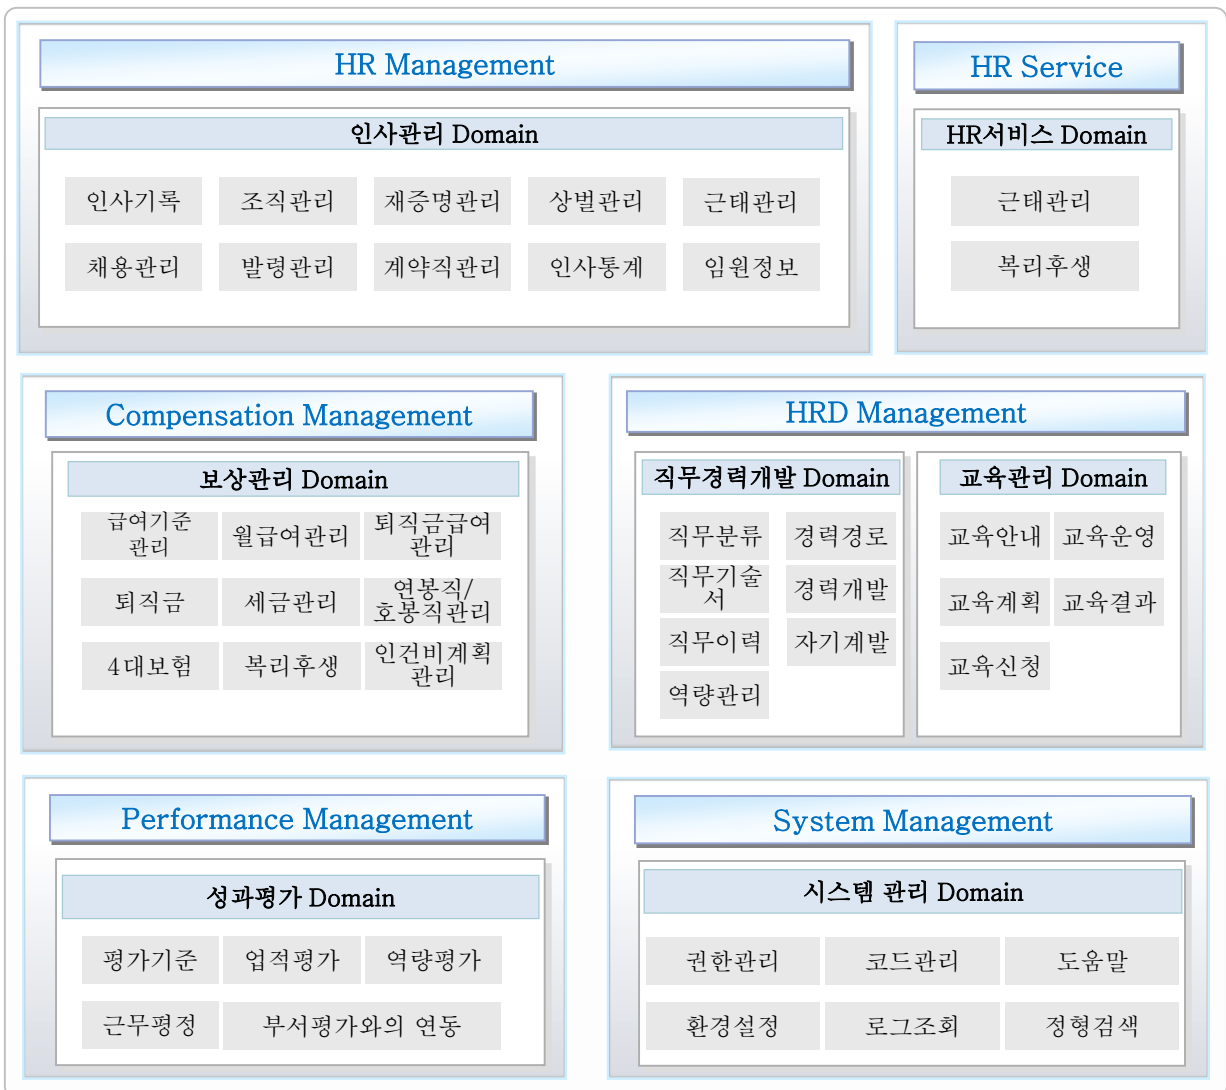 HR Management
인사관리 Domain
인사기록 조직관리 재증명관리 상벌관리 근태관리
채용관리 발령관리 계약직관리 인사통계 임원정보
HR Service
HR서비스 Domain
근태관리
복리후생
Compensation Management
보상관리 Domain
급여기준
관리
월급여관리
퇴직금급여
관리
퇴직금
세금관리
연봉직/
호봉직관리
4대보험
복리후생
인건비계획
관리
HRD Management
직무경력개발 Domain
직무분류 경력경로
직무기술
서
경력개발
직무이력 자기계발
역량관리
교육관리 Domain
교육안내 교육운영
교육계획 교육결과
교육신청
Performance Management
성과평가 Domain
평가기준 업적평가 역량평가
근무평정 부서평가와의 연동
System Management
시스템 관리 Domain
권한관리 코드관리 도움말
환경설정 로그조회 정형검색